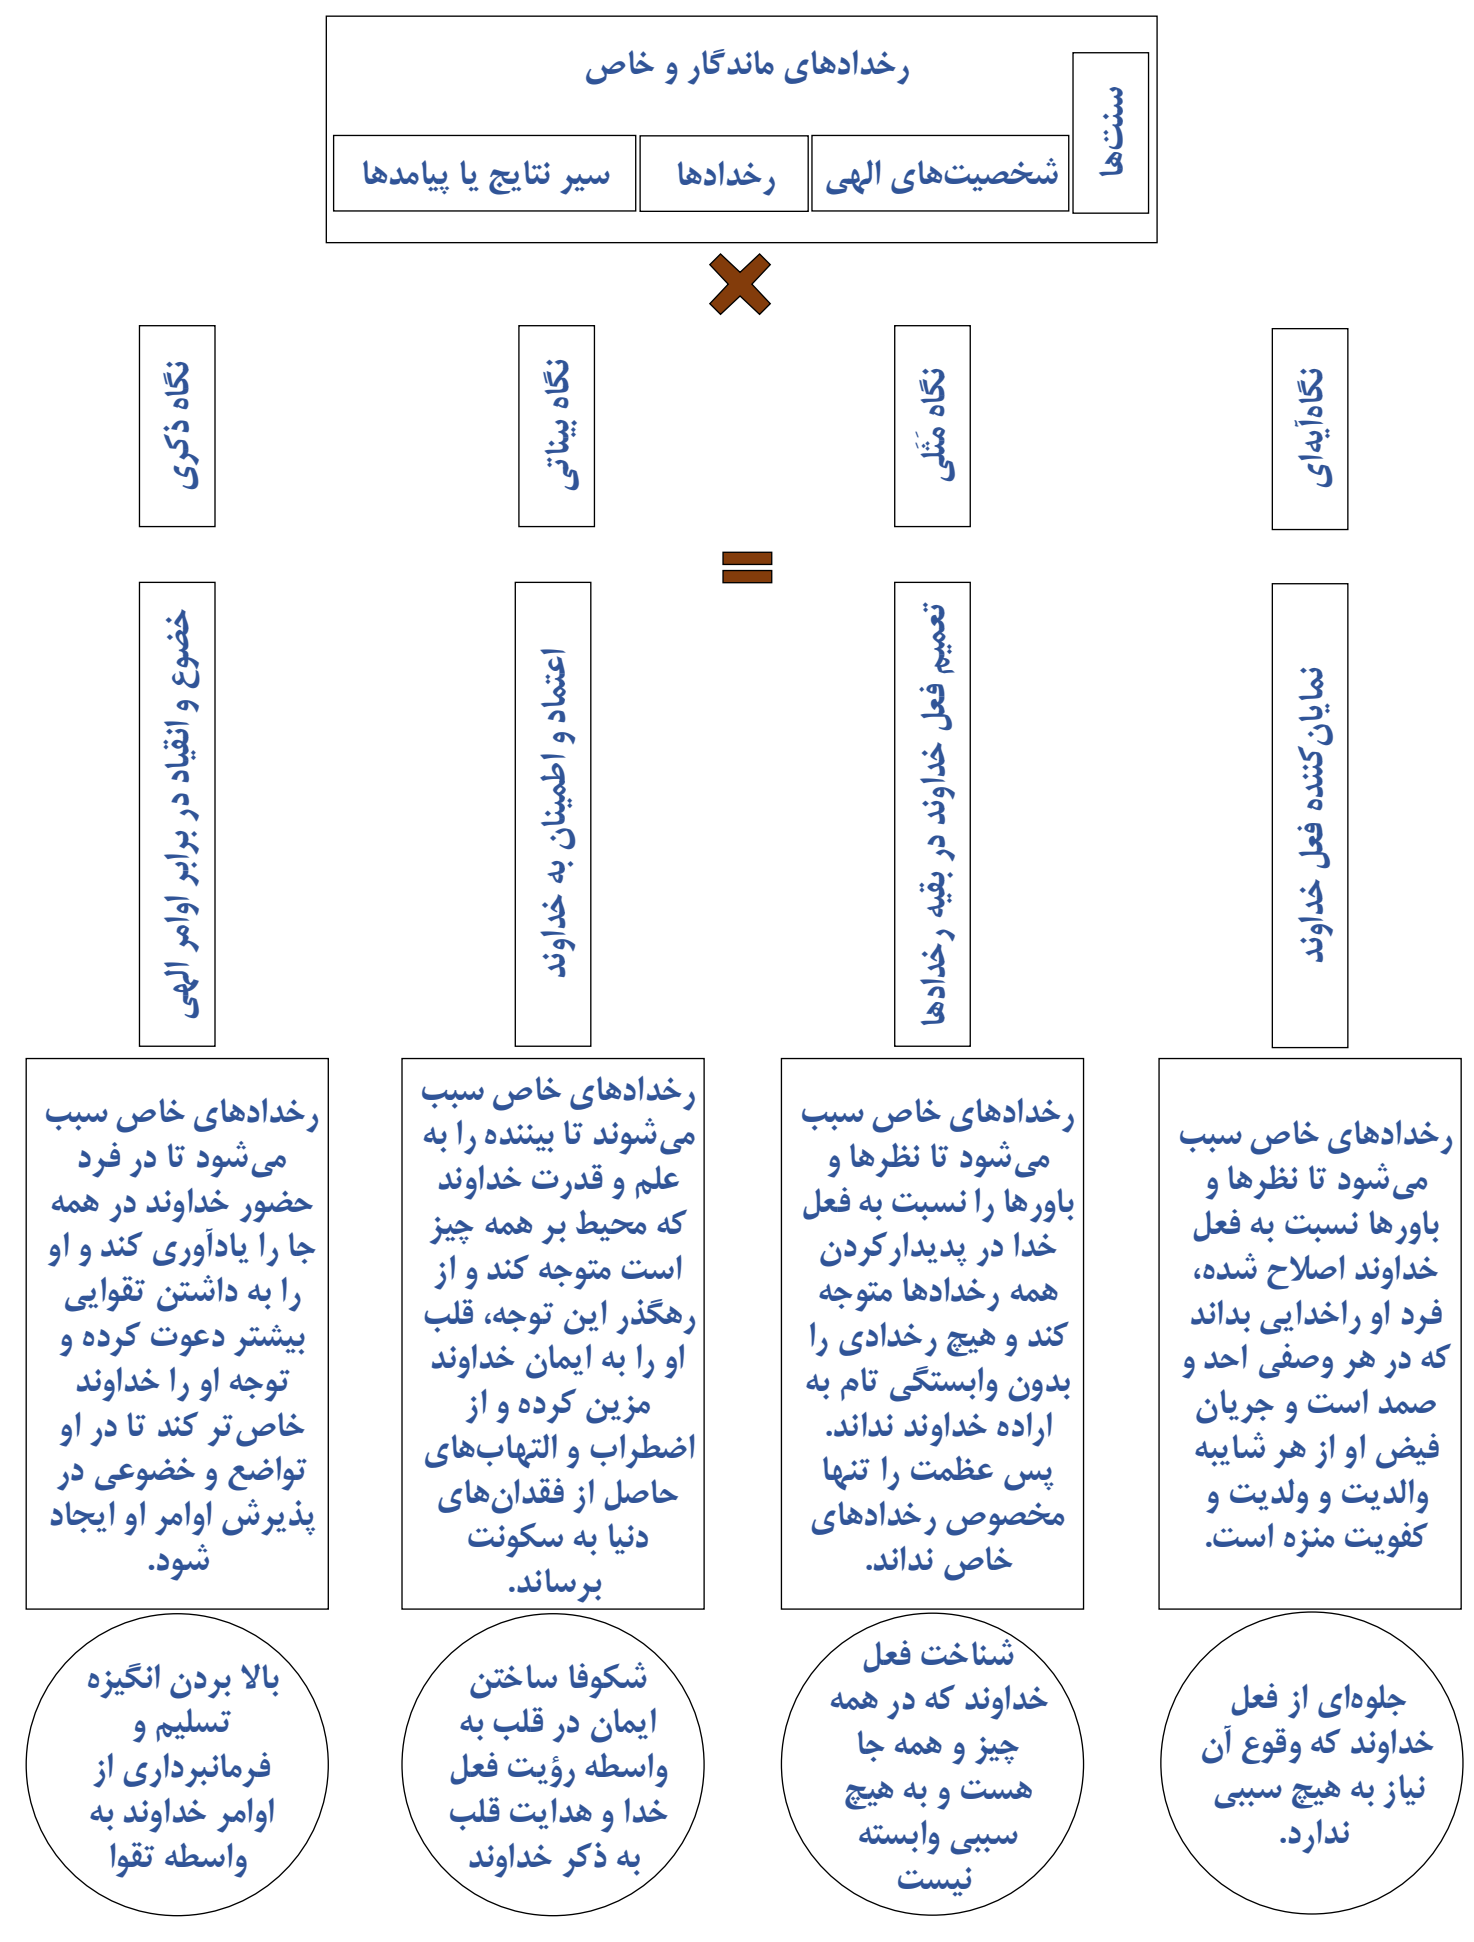 رخدادهای ماندگار و خاص
سنت‌ها
شخصیت‌های الهی
رخدادها
سیر نتایج یا پیامدها
نگاه‌آیه‌ای
نگاه مَثَلی
نگاه بیناتی
نگاه ذکری
نمایان‌کننده فعل خداوند
تعمیم فعل خداوند در بقیه رخدادها
اعتماد و اطمینان به خداوند
خضوع و انقیاد در برابر اوامر الهی
رخدادهای خاص سبب
می‌شود تا نظرها و
باورها نسبت به فعل
خداوند اصلاح شده،
فرد او راخدایی بداند
که در هر وصفی احد و
صمد است و جریان
فیض او از هر شایبه
والدیت و ولدیت و
کفویت منزه است.
رخدادهای خاص سبب
می‌شود تا نظرها و
باورها را نسبت به فعل
خدا در پدیدارکردن
همه رخدادها متوجه
کند و هیچ رخدادی را
بدون وابستگی تام به
اراده خداوند نداند.
پس عظمت را تنها
مخصوص رخدادهای
خاص نداند.
رخدادهای خاص سبب
می‌شوند تا بیننده را به
علم و قدرت خداوند
که محیط بر همه چیز
است متوجه کند و از
رهگذر این توجه، قلب
او را به ایمان خداوند
مزین کرده و از
اضطراب و التهاب‌های
حاصل از فقدان‌های
دنیا به سکونت
برساند.
رخدادهای خاص سبب
می‌شود تا در فرد
حضور خداوند در همه
جا را یادآوری کند و او
را به داشتن تقوایی
بیشتر دعوت کرده و
توجه او را خداوند
خاص‌تر کند تا در او
تواضع و خضوعی در
پذیرش اوامر او ایجاد
شود.
جلوه‌ای از فعل
خداوند که وقوع آن
نیاز به هیچ سببی
ندارد.
شناخت فعل
خداوند که در همه
چیز و همه جا
هست و به هیچ
سببی وابسته
نیست
شکوفا ساختن
ایمان در قلب به
واسطه رؤیت فعل
خدا و هدایت قلب
به ذکر خداوند
بالا بردن انگیزه
تسلیم و
فرمانبرداری از
اوامر خداوند به
واسطه تقوا